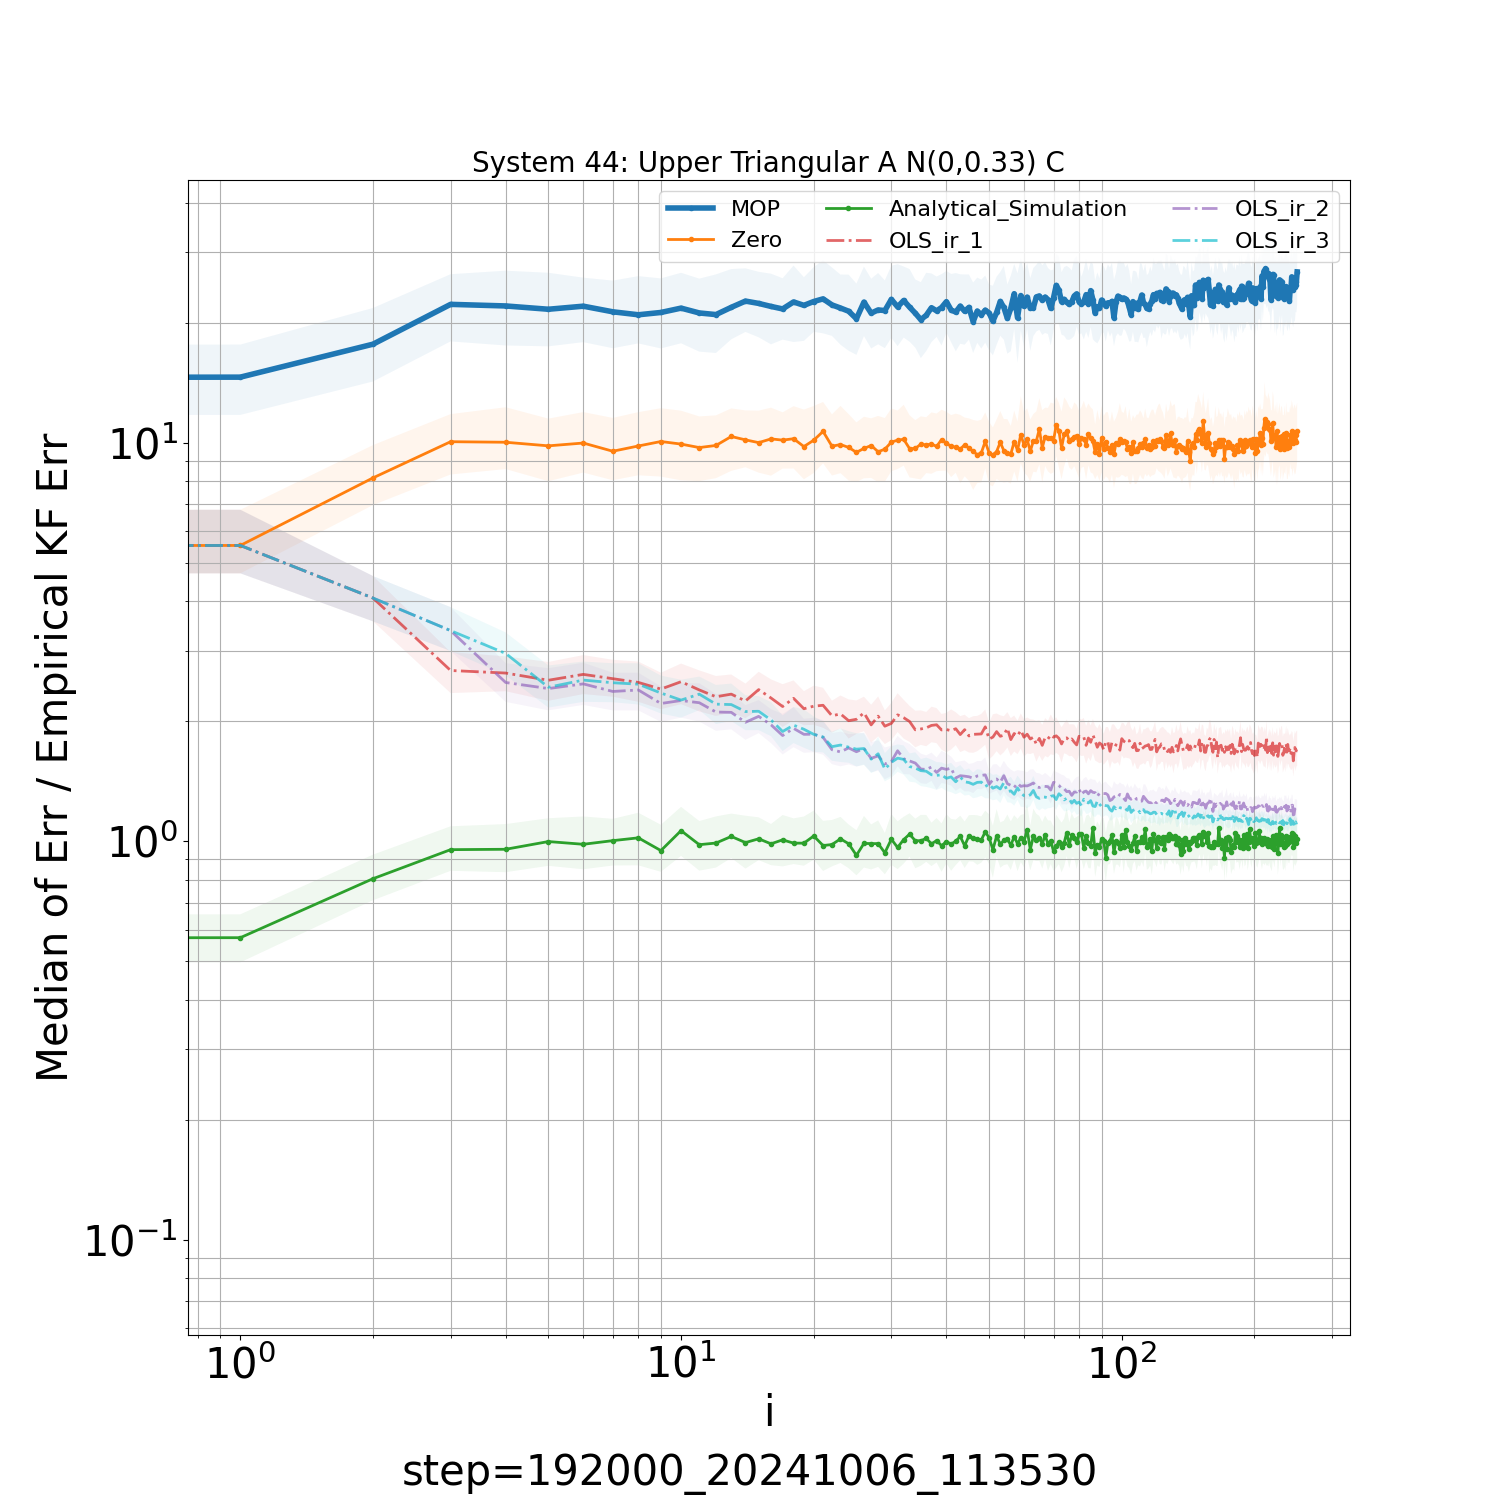 System 44: Upper Triangular A N(0,0.33) C
MOP
Zero
Analytical_Simulation
OLS_ir_1
OLS_ir_2
OLS_ir_3
Median of Err / Empirical KF Err
10¹
10⁰
10⁻¹
10⁰ 10¹ 10²
i
step=192000_20241006_113530